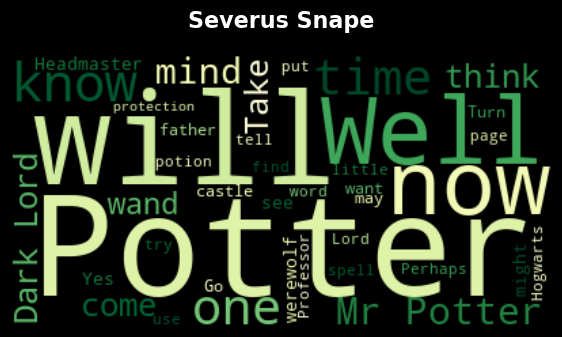 Severus Snape
Headmaster
know
mind
Take
put
time
think
protection
will
Well
Turn
page
father
tell
potion
find
little
now
castle
word
want
may
see
wand
Dark Lord
Potter
try
werewolf
Professor
Lord
spell
Perhaps
might
Hogwarts
Yes
Go
come
use
one
Mr Potter